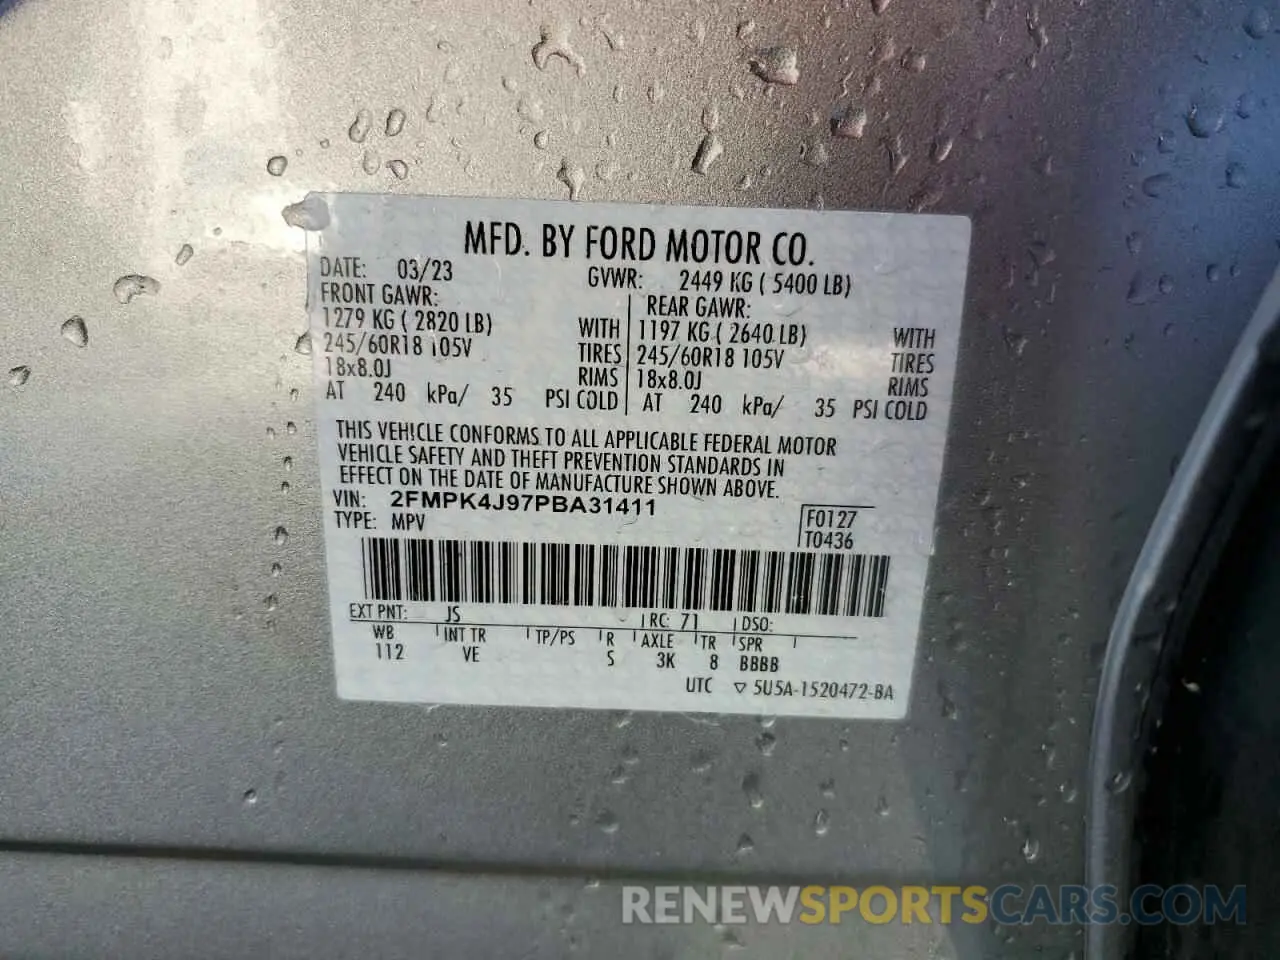 MFD. BY FORD MOTOR CO.
DATE: 03/23 GVWR: 2449 KG ( 5400 LB)
FRONT GAWR: REAR GAWR:
1279 KG ( 2820 LB) WITH 1197 KG ( 2640 LB) WITH
245/60R18 105V TIRES 245/60R18 105V TIRES
18x8.0J RIMS 18x8.0J RIMS
AT 240 kPa/ 35 PSI COLD AT 240 kPa/ 35 PSI COLD
THIS VEHICLE CONFORMS TO ALL APPLICABLE FEDERAL MOTOR
VEHICLE SAFETY AND THEFT PREVENTION STANDARDS IN
EFFECT ON THE DATE OF MANUFACTURE SHOWN ABOVE.
VIN: 2FMPK4J97PBA31411 F0127
TYPE: MPV T0436
EXT PNT: JS RC: 71 DSO:
WB INT TR TP/PS R AXLE TR SPR
112 VE S 3K 8 BBBB
UTC ▽ 5U5A-1520472-BA
RENEWSPORTSCARS.COM